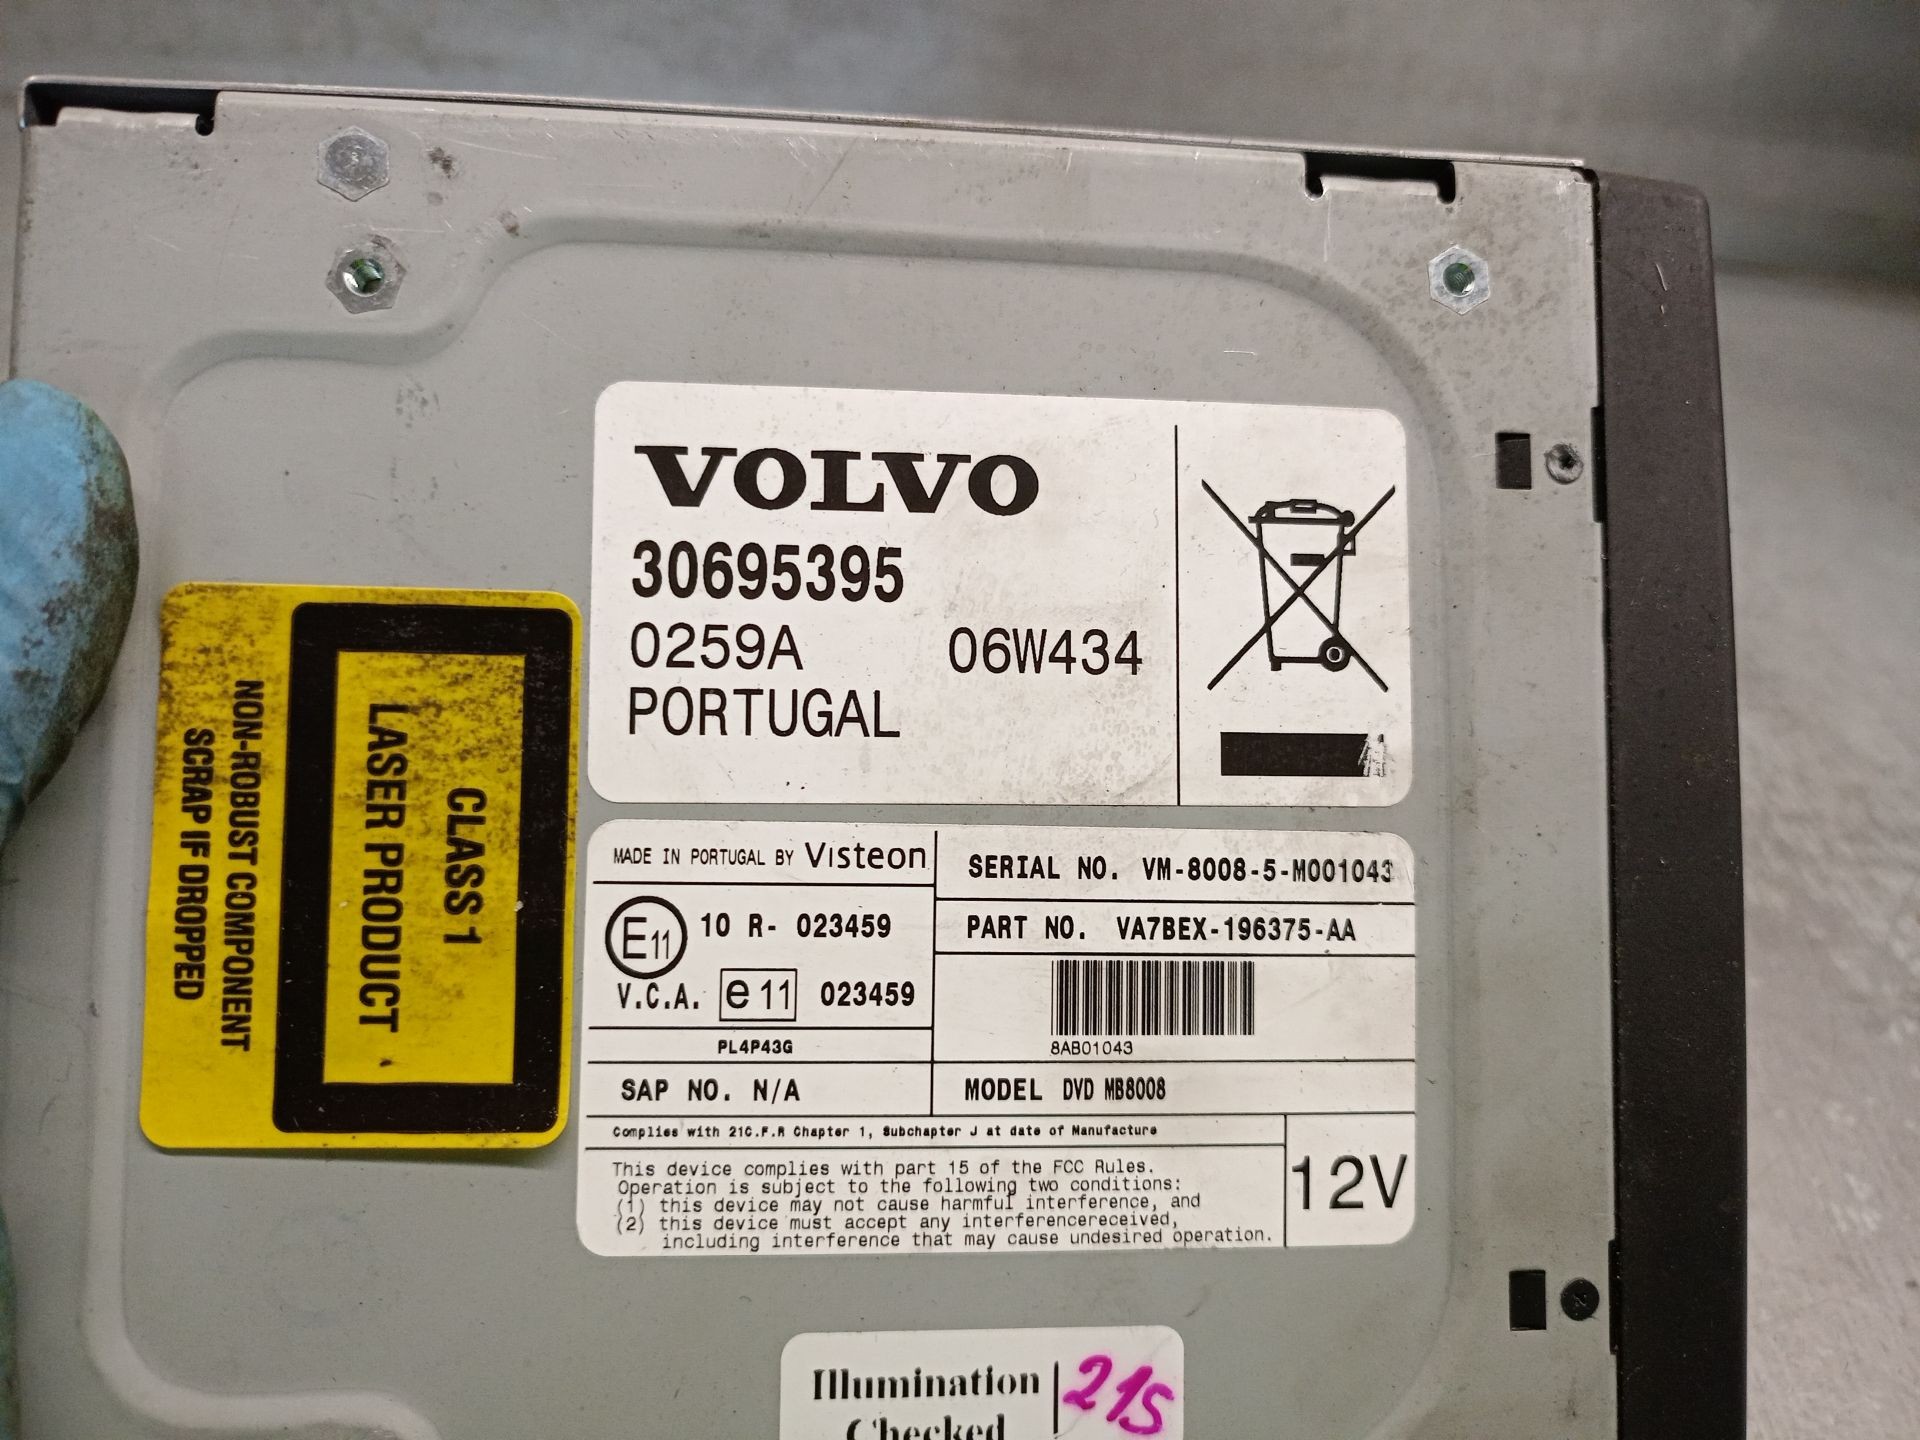 VOLVO
30695395
0259A 06W434
PORTUGAL
CLASS 1
LASER PRODUCT
NON-ROBUST COMPONENT
SCRAP IF DROPPED
MADE IN PORTUGAL BY Visteon
SERIAL NO. VM-8008-5-M001043
E11 10 R- 023459
PART NO. VA7BEX-196375-AA
V.C.A. e11 023459
8AB01043
PL4P43G
SAP NO. N/A
MODEL DVD MB8008
Complies with 21C.F.R Chapter 1, Subchapter J at date of Manufacture
This device complies with part 15 of the FCC Rules.
Operation is subject to the following two conditions:
(1) this device may not cause harmful interference, and
(2) this device must accept any interferencereceived,
including interference that may cause undesired operation.
12V
Illumination 215
Checked